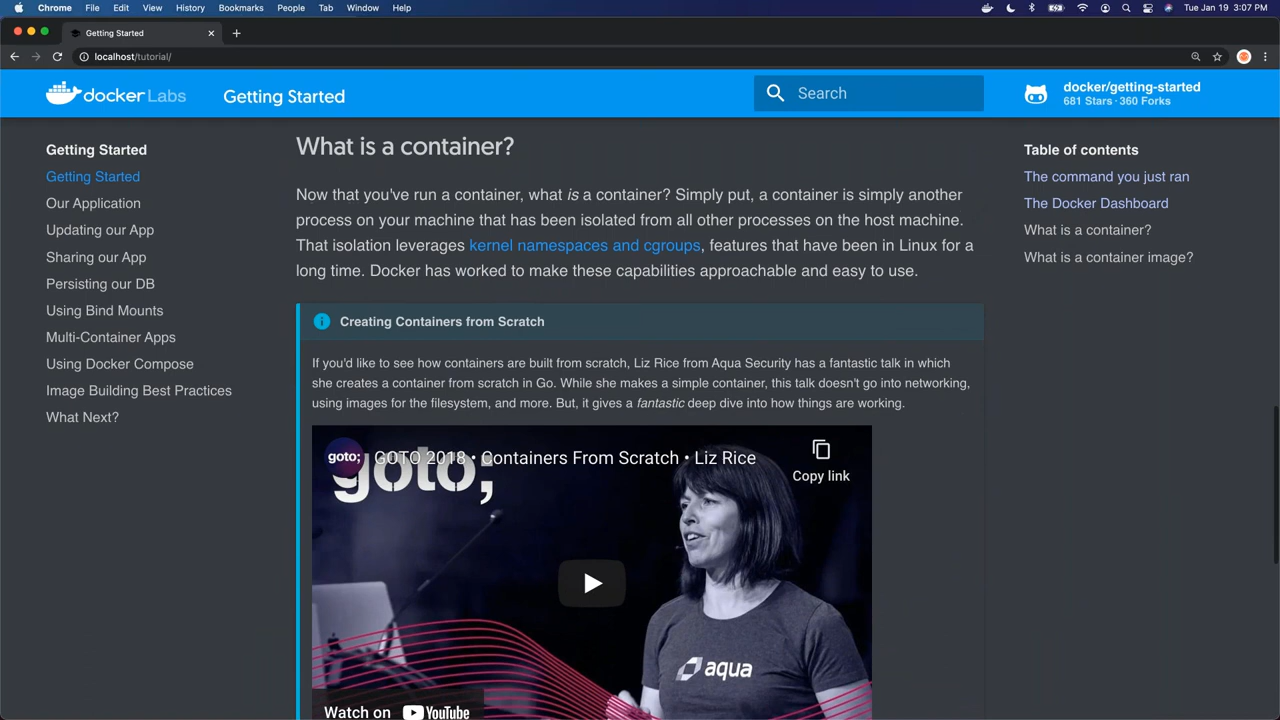 Chrome File Edit View History Bookmarks People Tab Window Help Tue Jan 19 3:07 PM
Getting Started
localhost/tutorial/
docker Labs Getting Started Search docker/getting-started
681 Stars · 360 Forks
Getting Started
Getting Started
Our Application
Updating our App
Sharing our App
Persisting our DB
Using Bind Mounts
Multi-Container Apps
Using Docker Compose
Image Building Best Practices
What Next?
What is a container?
Now that you've run a container, what is a container? Simply put, a container is simply another
process on your machine that has been isolated from all other processes on the host machine.
That isolation leverages kernel namespaces and cgroups, features that have been in Linux for a
long time. Docker has worked to make these capabilities approachable and easy to use.
Creating Containers from Scratch
If you'd like to see how containers are built from scratch, Liz Rice from Aqua Security has a fantastic talk in which
she creates a container from scratch in Go. While she makes a simple container, this talk doesn't go into networking,
using images for the filesystem, and more. But, it gives a fantastic deep dive into how things are working.
goto; GOTO 2018 • Containers From Scratch • Liz Rice
Copy link
goto;
aqua
Watch on YouTube
Table of contents
The command you just ran
The Docker Dashboard
What is a container?
What is a container image?